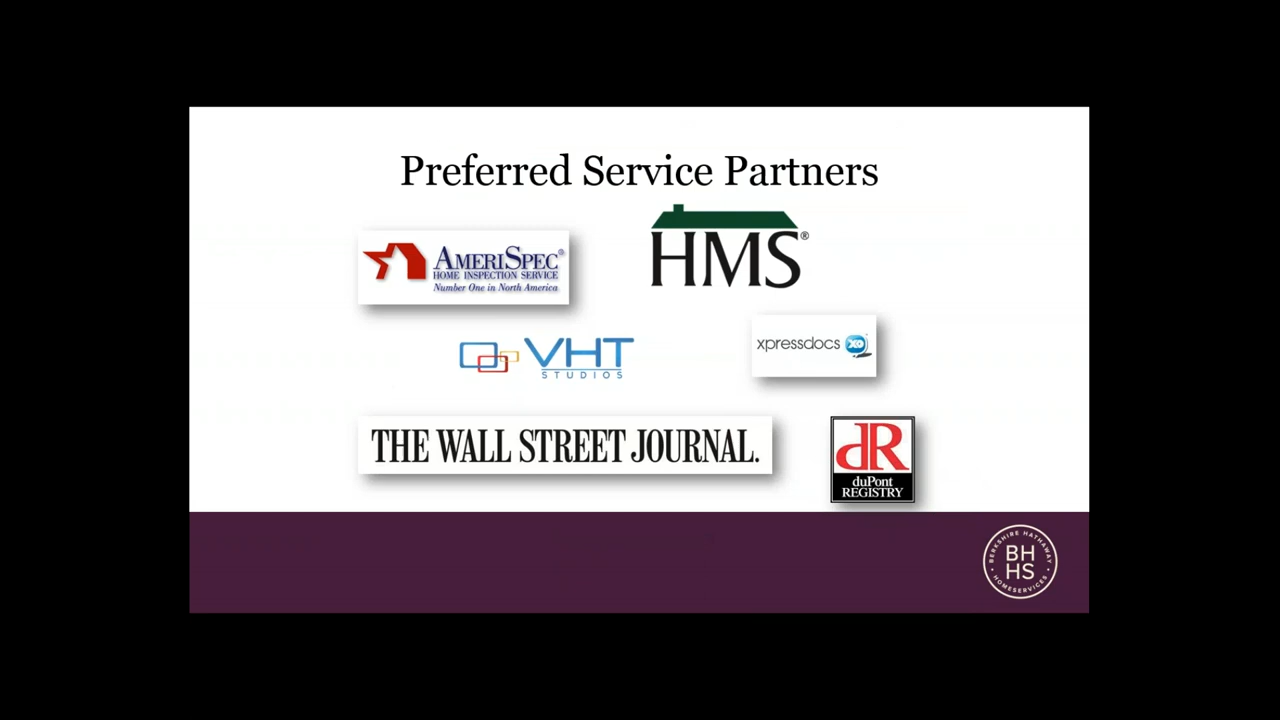 Preferred Service Partners
HMS®
AMERISPEC®
HOME INSPECTION SERVICE
Number One in North America
VHT
STUDIOS
xpressdocs XO
THE WALL STREET JOURNAL.
dR
duPont
REGISTRY
BERKSHIRE HATHAWAY
BH
HS
HOMESERVICES